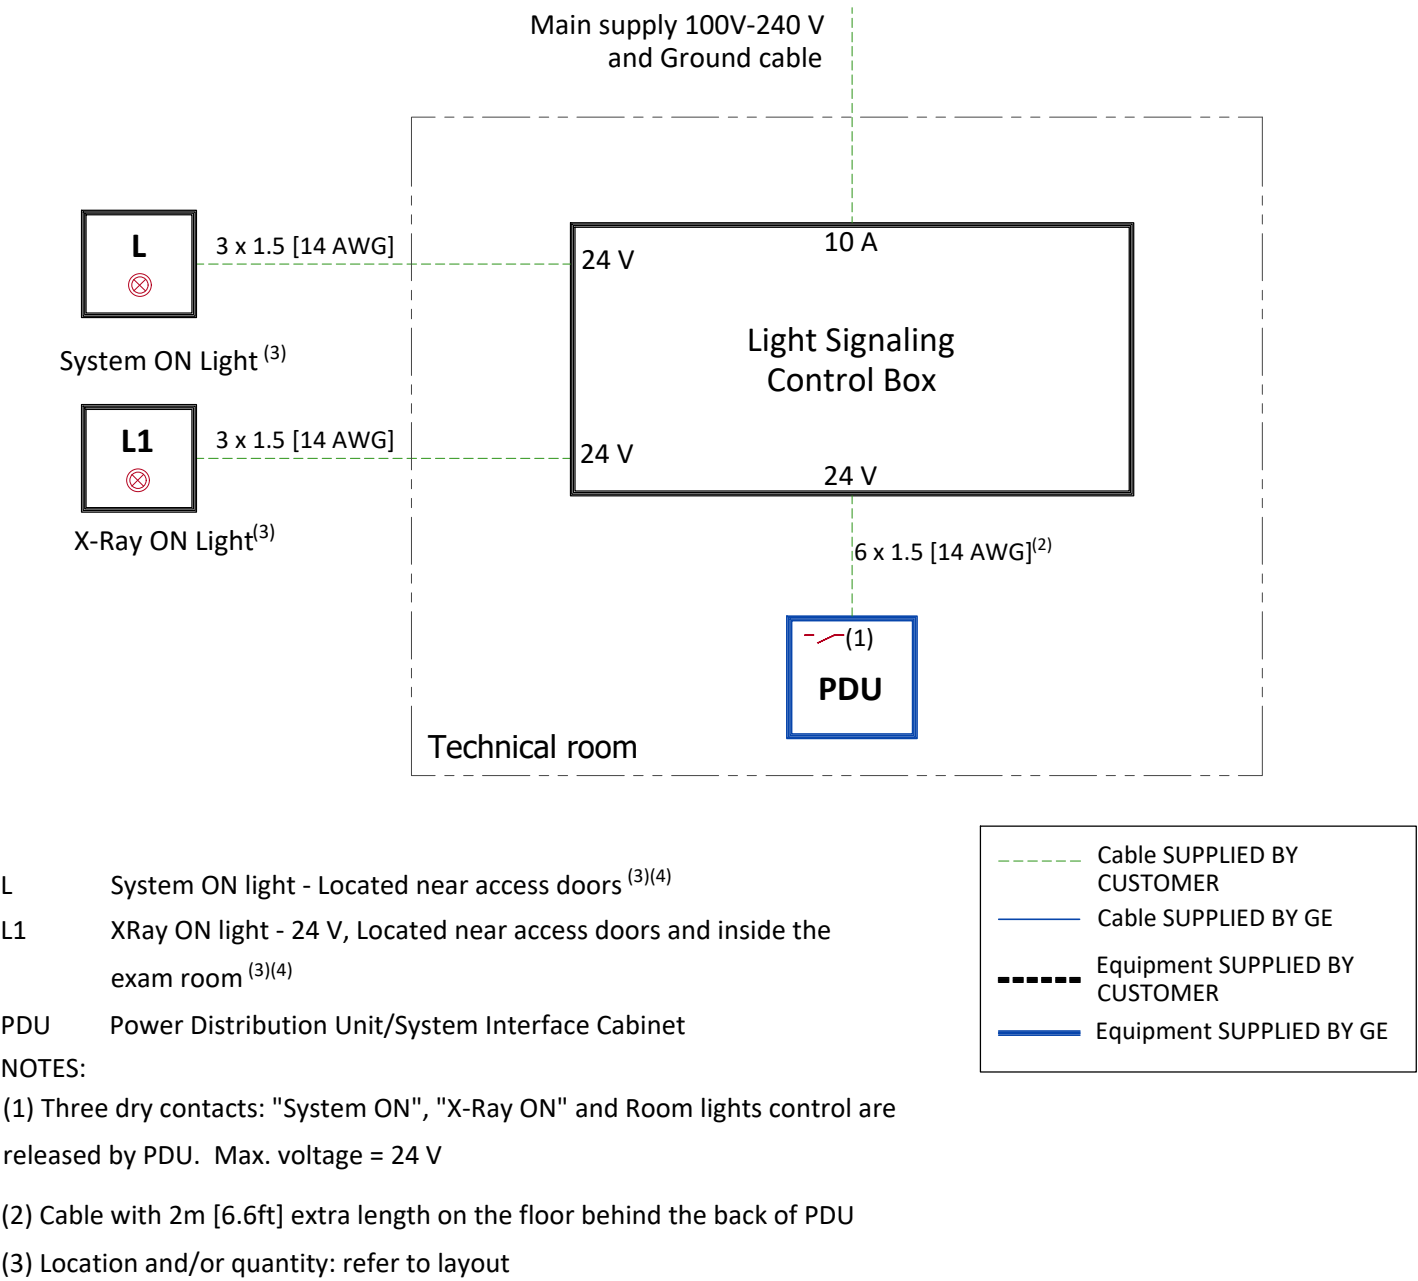 Main supply 100V-240 V
and Ground cable
10 A
L
3 x 1.5 [14 AWG]
24 V
System ON Light (3)
Light Signaling
Control Box
L1
3 x 1.5 [14 AWG]
24 V
24 V
X-Ray ON Light(3)
6 x 1.5 [14 AWG](2)
(1)
PDU
Technical room
Cable SUPPLIED BY
CUSTOMER
Cable SUPPLIED BY GE
Equipment SUPPLIED BY
CUSTOMER
Equipment SUPPLIED BY GE
L System ON light - Located near access doors (3)(4)
L1 XRay ON light - 24 V, Located near access doors and inside the
exam room (3)(4)
PDU Power Distribution Unit/System Interface Cabinet
NOTES:
(1) Three dry contacts: "System ON", "X-Ray ON" and Room lights control are
released by PDU. Max. voltage = 24 V
(2) Cable with 2m [6.6ft] extra length on the floor behind the back of PDU
(3) Location and/or quantity: refer to layout